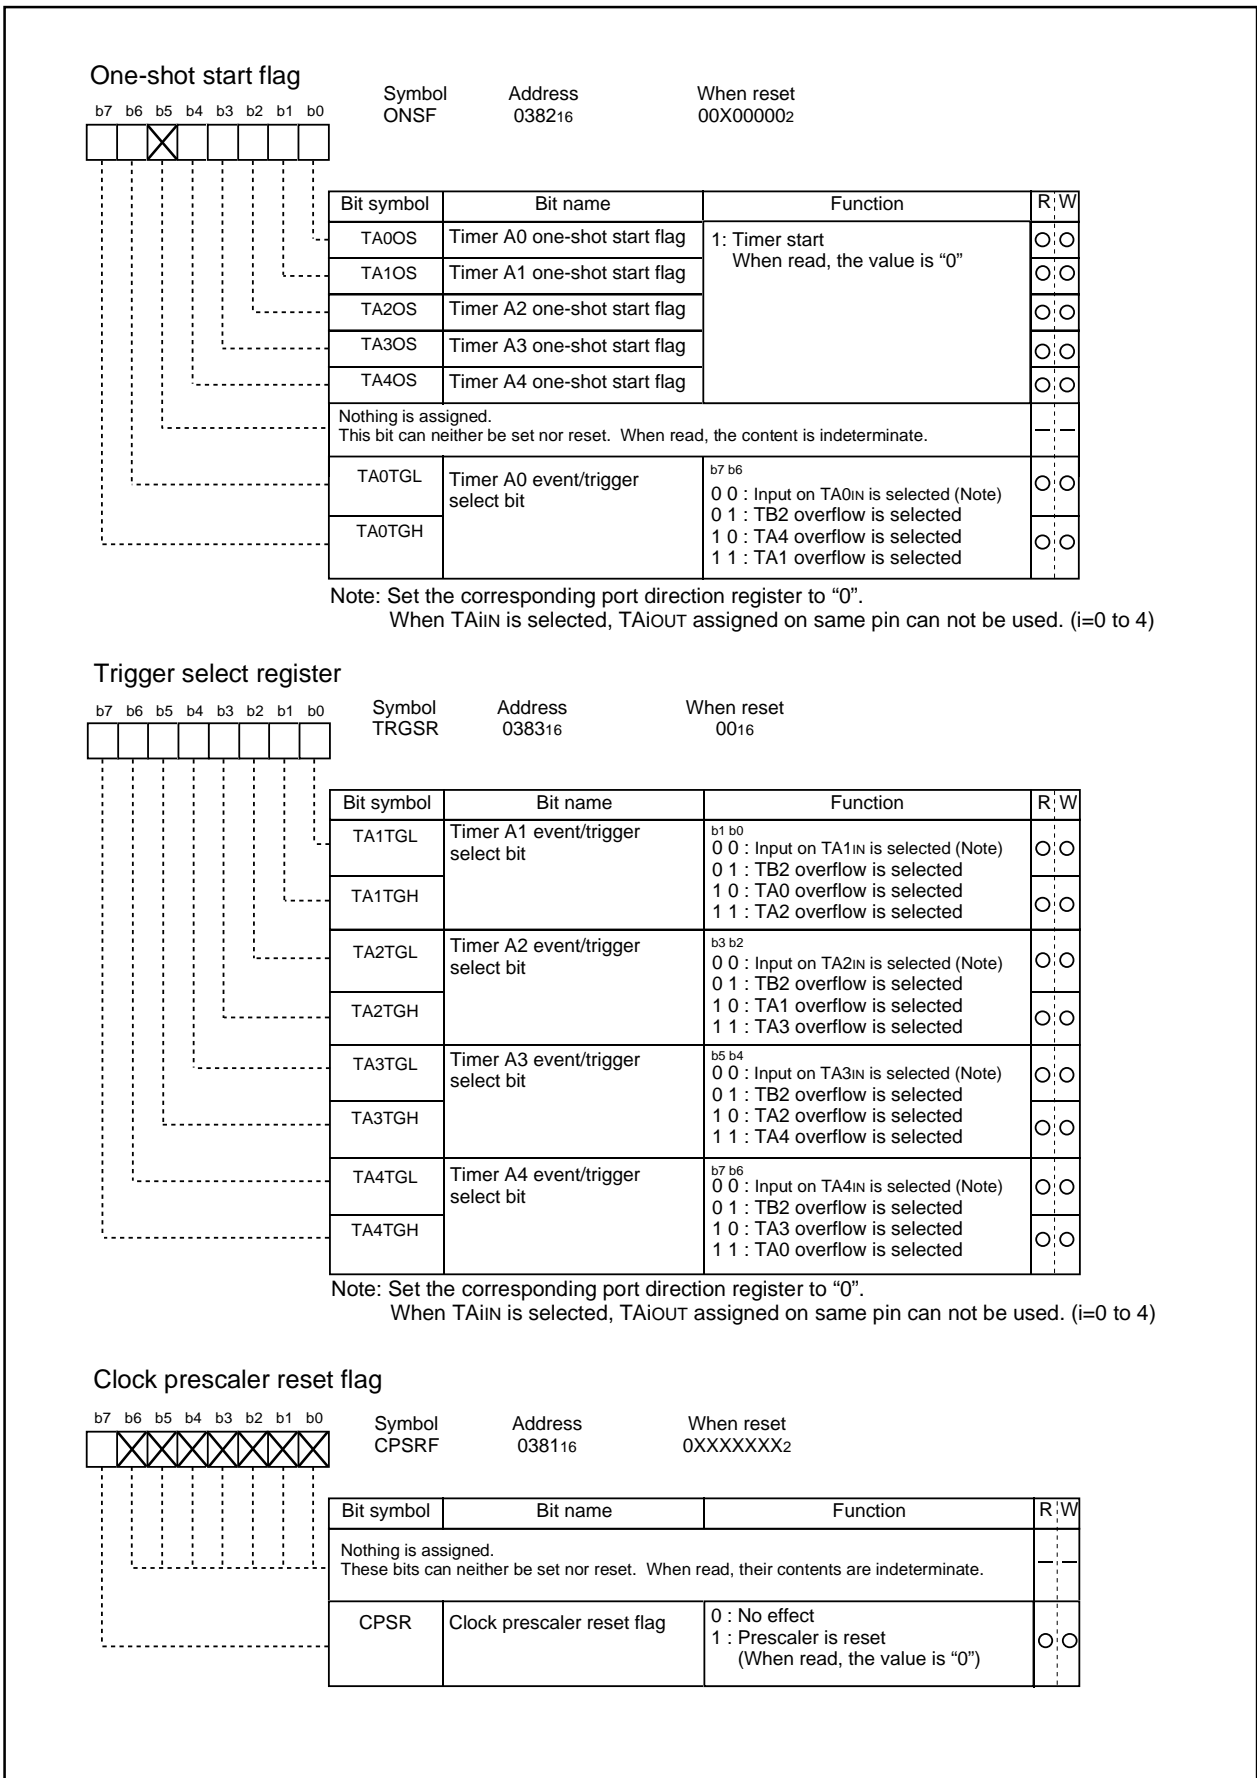 One-shot start flag
Symbol Address When reset
b7 b6 b5 b4 b3 b2 b1 b0
ONSF 038216 00X000002
Bit symbol Bit name Function R W
TA0OS Timer A0 one-shot start flag 1: Timer start
When read, the value is “0”
TA1OS Timer A1 one-shot start flag
TA2OS Timer A2 one-shot start flag
TA3OS Timer A3 one-shot start flag
TA4OS Timer A4 one-shot start flag
Nothing is assigned.
This bit can neither be set nor reset. When read, the content is indeterminate.
TA0TGL Timer A0 event/trigger select bit b7 b6
0 0 : Input on TA0IN is selected (Note)
0 1 : TB2 overflow is selected
TA0TGH 1 0 : TA4 overflow is selected
1 1 : TA1 overflow is selected
Note: Set the corresponding port direction register to “0”.
When TAiIN is selected, TAiOUT assigned on same pin can not be used. (i=0 to 4)
Trigger select register
Symbol Address When reset
b7 b6 b5 b4 b3 b2 b1 b0
TRGSR 038316 0016
Bit symbol Bit name Function R W
TA1TGL Timer A1 event/trigger select bit b1 b0
0 0 : Input on TA1IN is selected (Note)
0 1 : TB2 overflow is selected
TA1TGH 1 0 : TA0 overflow is selected
1 1 : TA2 overflow is selected
TA2TGL Timer A2 event/trigger select bit b3 b2
0 0 : Input on TA2IN is selected (Note)
0 1 : TB2 overflow is selected
TA2TGH 1 0 : TA1 overflow is selected
1 1 : TA3 overflow is selected
TA3TGL Timer A3 event/trigger select bit b5 b4
0 0 : Input on TA3IN is selected (Note)
0 1 : TB2 overflow is selected
TA3TGH 1 0 : TA2 overflow is selected
1 1 : TA4 overflow is selected
TA4TGL Timer A4 event/trigger select bit b7 b6
0 0 : Input on TA4IN is selected (Note)
0 1 : TB2 overflow is selected
TA4TGH 1 0 : TA3 overflow is selected
1 1 : TA0 overflow is selected
Note: Set the corresponding port direction register to “0”.
When TAiIN is selected, TAiOUT assigned on same pin can not be used. (i=0 to 4)
Clock prescaler reset flag
Symbol Address When reset
b7 b6 b5 b4 b3 b2 b1 b0
CPSRF 038116 0XXXXXXX2
Bit symbol Bit name Function R W
Nothing is assigned.
These bits can neither be set nor reset. When read, their contents are indeterminate.
CPSR Clock prescaler reset flag 0 : No effect
1 : Prescaler is reset
(When read, the value is “0”)